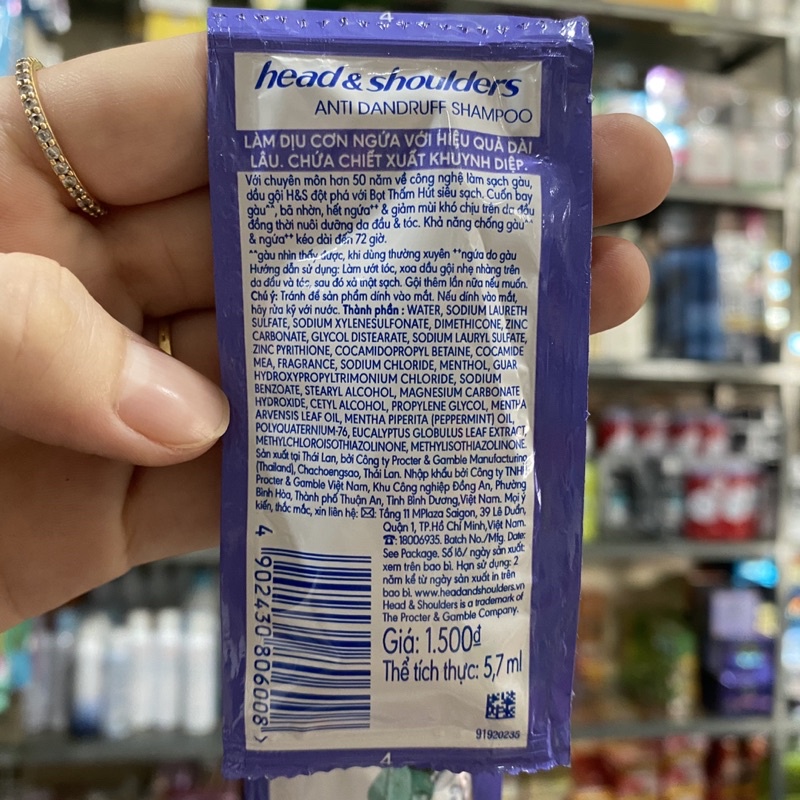 4
head & shoulders
ANTI DANDRUFF SHAMPOO
LÀM DỊU CƠN NGỨA VỚI HIỆU QUẢ DÀI
LÂU. CHỨA CHIẾT XUẤT KHUYNH DIỆP.
Với chuyên môn hơn 50 năm về công nghệ làm sạch gàu,
dầu gội H&S đột phá với Bọt Thấm Hút siêu sạch. Cuốn bay
gàu**, bã nhờn, hết ngứa** & giảm mùi khó chịu trên da đầu
đồng thời nuôi dưỡng da đầu & tóc. Khả năng chống gàu**
& ngứa** kéo dài đến 72 giờ.
**gàu nhìn thấy được, khi dùng thường xuyên **ngứa do gàu
Hướng dẫn sử dụng: Làm ướt tóc, xoa dầu gội nhẹ nhàng trên
da đầu và tóc, sau đó xả một sạch. Gội thêm lần nữa nếu muốn.
Chú ý: Tránh để sản phẩm dính vào mắt. Nếu dính vào mắt,
hãy rửa kỹ với nước. Thành phần : WATER, SODIUM LAURETH
SULFATE, SODIUM XYLENESULFONATE, DIMETHICONE, ZINC
CARBONATE, GLYCOL DISTEARATE, SODIUM LAURYL SULFATE,
ZINC PYRITHIONE, COCAMIDOPROPYL BETAINE, COCAMIDE
MEA, FRAGRANCE, SODIUM CHLORIDE, MENTHOL, GUAR
HYDROXYPROPYLTRIMONIUM CHLORIDE, SODIUM
BENZOATE, STEARYL ALCOHOL, MAGNESIUM CARBONATE
HYDROXIDE, CETYL ALCOHOL, PROPYLENE GLYCOL, MENTHA
ARVENSIS LEAF OIL, MENTHA PIPERITA (PEPPERMINT) OIL,
POLYQUATERNIUM-76, EUCALYPTUS GLOBULUS LEAF EXTRACT,
METHYLCHLOROISOTHIAZOLINONE, METHYLISOTHIAZOLINONE.
Sản xuất tại Thái Lan, bởi Công ty Procter & Gamble Manufacturing
(Thailand), Chachoengsao, Thái Lan. Nhập khẩu bởi Công ty TNHH
Procter & Gamble Việt Nam, Khu Công nghiệp Đồng An, Phường
Bình Hòa, Thành phố Thuận An, Tỉnh Bình Dương, Việt Nam. Mọi ý
kiến, thắc mắc, xin liên hệ: Tầng 11 MPlaza Saigon, 39 Lê Duẩn,
Quận 1, TP.Hồ Chí Minh, Việt Nam.
18006935. Batch No./Mfg. Date:
See Package. Số lô/ ngày sản xuất:
xem trên bao bì. Hạn sử dụng: 2
năm kể từ ngày sản xuất in trên
bao bì. www.headandshoulders.vn
Head & Shoulders is a trademark of
The Procter & Gamble Company.
Giá: 1.500đ
Thể tích thực: 5,7 ml
4 902430 806008
91920235
4